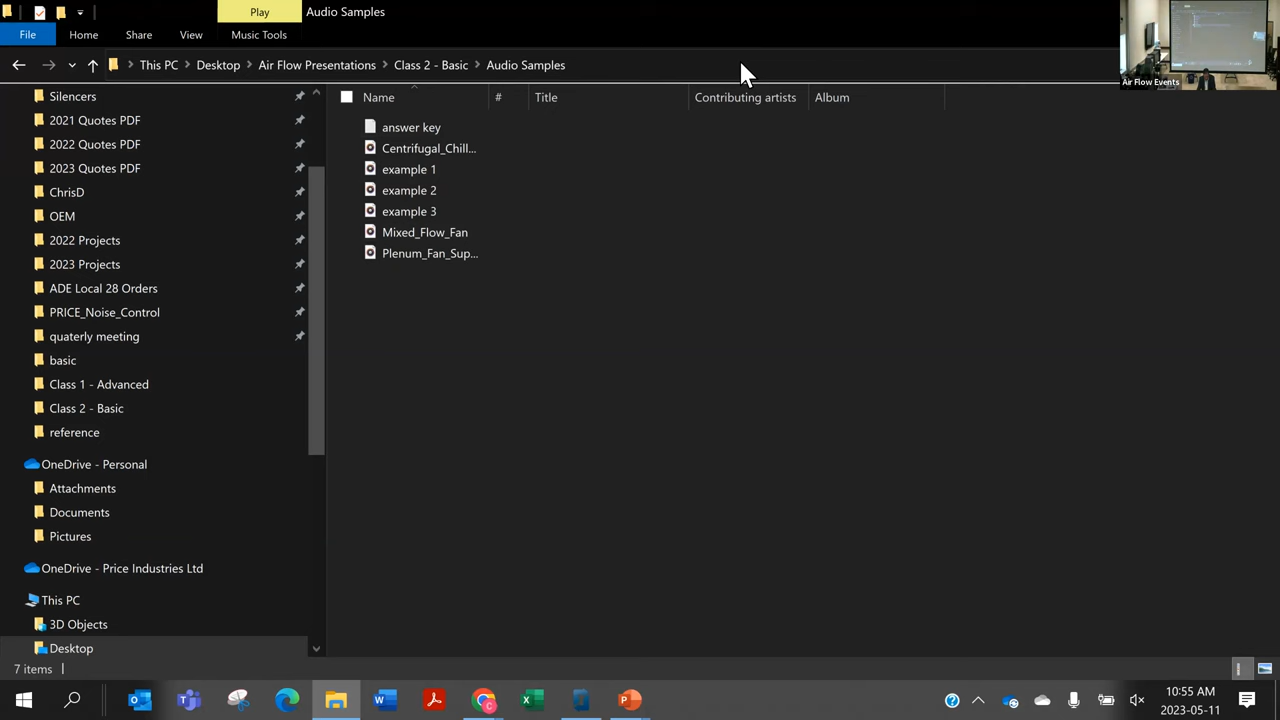 Play
Audio Samples
File
Home
Share
View
Music Tools
This PC
Desktop
Air Flow Presentations
Class 2 - Basic
Audio Samples
Air Flow Events
Name
#
Title
Contributing artists
Album
Silencers
2021 Quotes PDF
2022 Quotes PDF
2023 Quotes PDF
ChrisD
OEM
2022 Projects
2023 Projects
ADE Local 28 Orders
PRICE_Noise_Control
quaterly meeting
basic
Class 1 - Advanced
Class 2 - Basic
reference
OneDrive - Personal
Attachments
Documents
Pictures
OneDrive - Price Industries Ltd
This PC
3D Objects
Desktop
answer key
Centrifugal_Chill...
example 1
example 2
example 3
Mixed_Flow_Fan
Plenum_Fan_Sup...
7 items
10:55 AM
2023-05-11